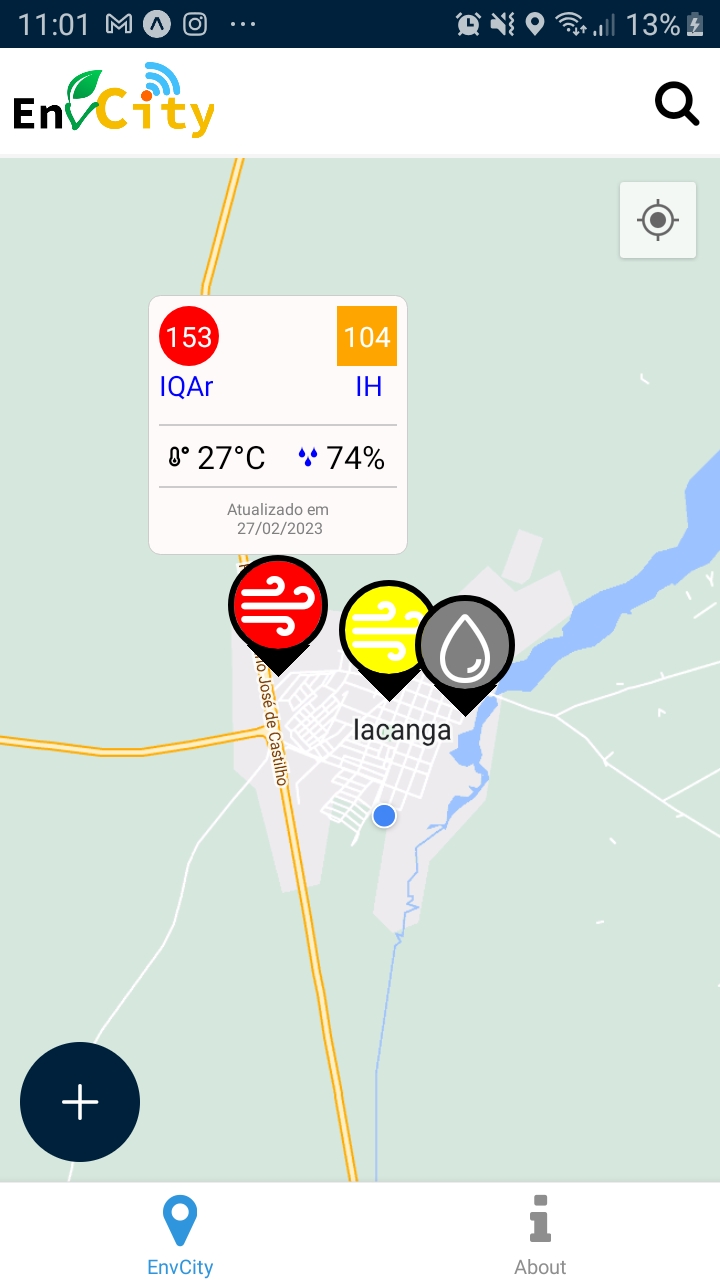 11:01
13%
EnvCity
153
104
IQAr
IH
27°C
74%
Atualizado em
27/02/2023
José de Castilho
Iacanga
EnvCity
About